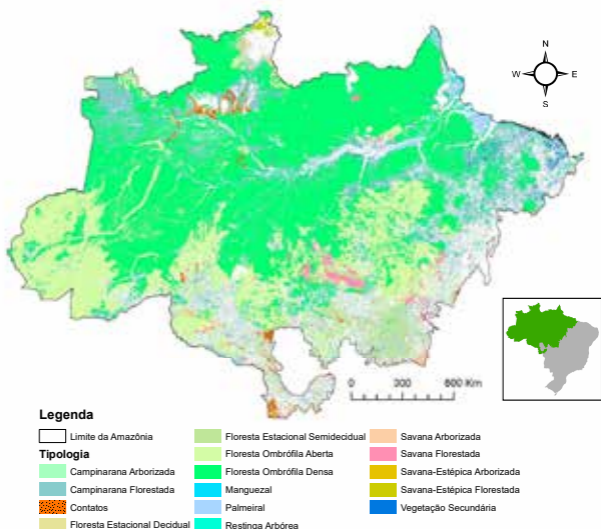 N
W E
S
0 300 600 Km
Legenda
Limite da Amazônia
Tipologia
Campinarana Arborizada
Campinarana Florestada
Contatos
Floresta Estacional Decidual
Floresta Estacional Semidecidual
Floresta Ombrófila Aberta
Floresta Ombrófila Densa
Manguezal
Palmeiral
Restinga Arbórea
Savana Arborizada
Savana Florestada
Savana-Estépica Arborizada
Savana-Estépica Florestada
Vegetação Secundária